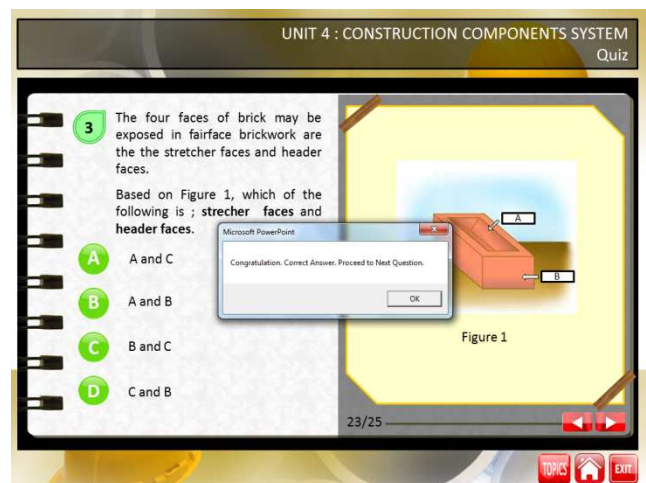 UNIT 4 : CONSTRUCTION COMPONENTS SYSTEM
Quiz
3
The four faces of brick may be
exposed in fairface brickwork are
the the stretcher faces and header
faces.
Based on Figure 1, which of the
following is ; strecher faces and
header faces.
A A and C
B A and B
C B and C
D C and B
Microsoft PowerPoint
Congratulation. Correct Answer. Proceed to Next Question.
OK
A
B
Figure 1
23/25
TOPICS
EXIT